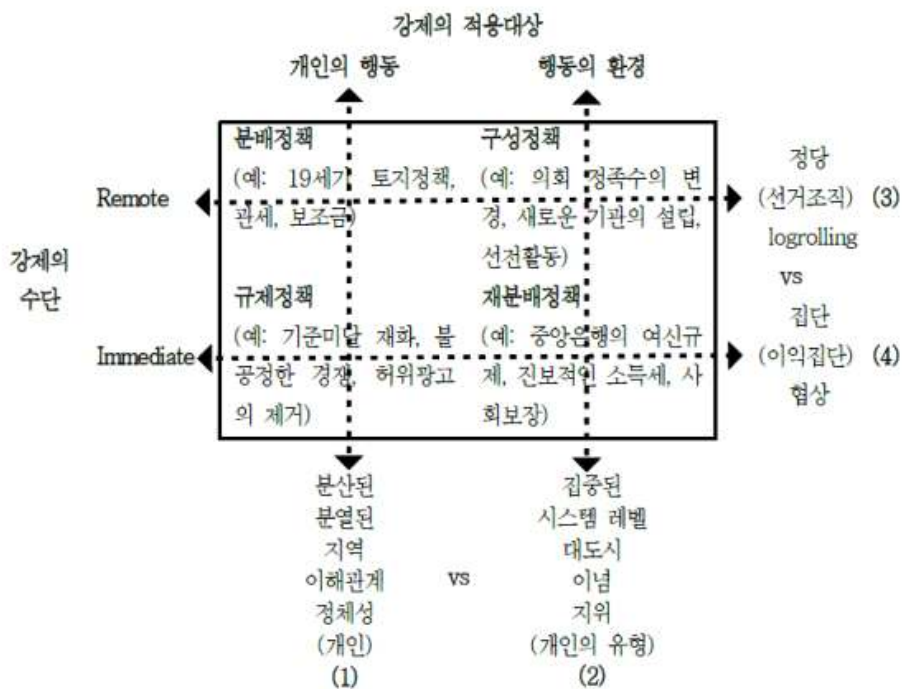 강제의 적용대상
개인의 행동 행동의 환경
분배정책 구성정책
(예: 19세기 토지정책, (예: 의회 정족수의 변
관세, 보조금) 경, 새로운 기관의 설립,
선전활동)
Remote
강제의
수단
규제정책 재분배정책
(예: 기준미달 재화, 불 (예: 중앙은행의 여신규
공정한 경쟁, 허위광고 제, 진보적인 소득세, 사
의 제거) 회보장)
Immediate
정당
(선거조직) (3)
logrolling
vs
집단
(이익집단) (4)
협상
분산된 집중된
분열된 시스템 레벨
지역 대도시
이해관계 vs 이념
정체성 지위
(개인) (개인의 유형)
(1) (2)